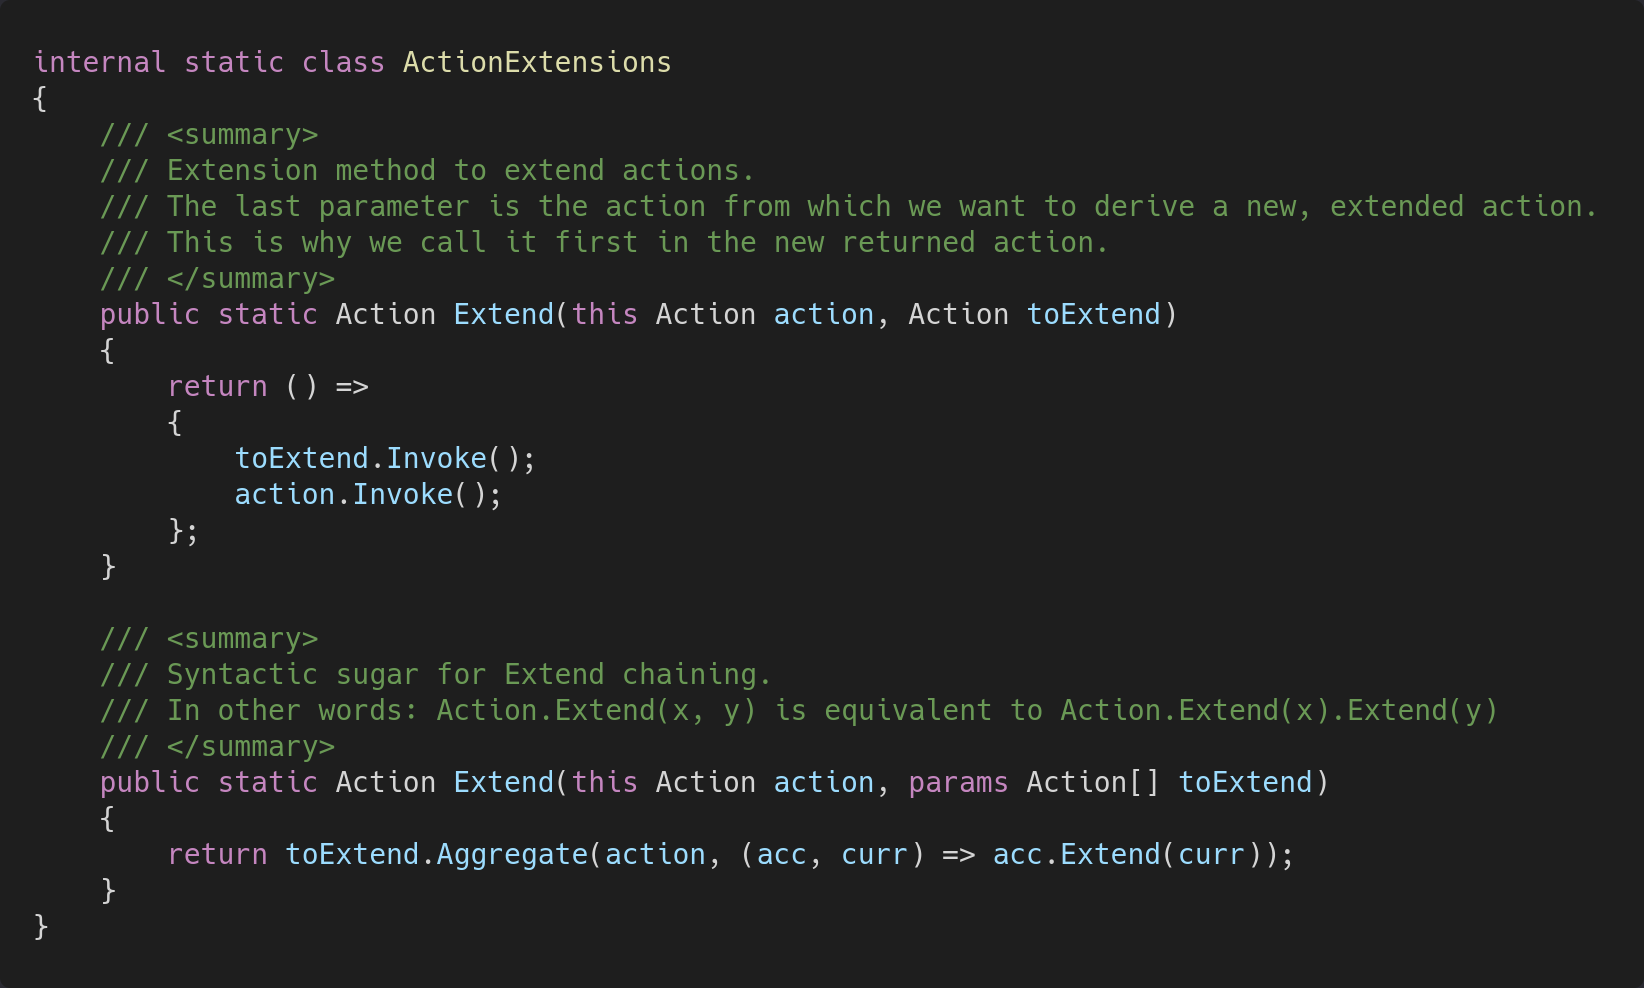 internal static class ActionExtensions
{
    /// <summary>
    /// Extension method to extend actions.
    /// The last parameter is the action from which we want to derive a new, extended action.
    /// This is why we call it first in the new returned action.
    /// </summary>
    public static Action Extend(this Action action, Action toExtend)
    {
        return () =>
        {
            toExtend.Invoke();
            action.Invoke();
        };
    }

    /// <summary>
    /// Syntactic sugar for Extend chaining.
    /// In other words: Action.Extend(x, y) is equivalent to Action.Extend(x).Extend(y)
    /// </summary>
    public static Action Extend(this Action action, params Action[] toExtend)
    {
        return toExtend.Aggregate(action, (acc, curr) => acc.Extend(curr));
    }
}